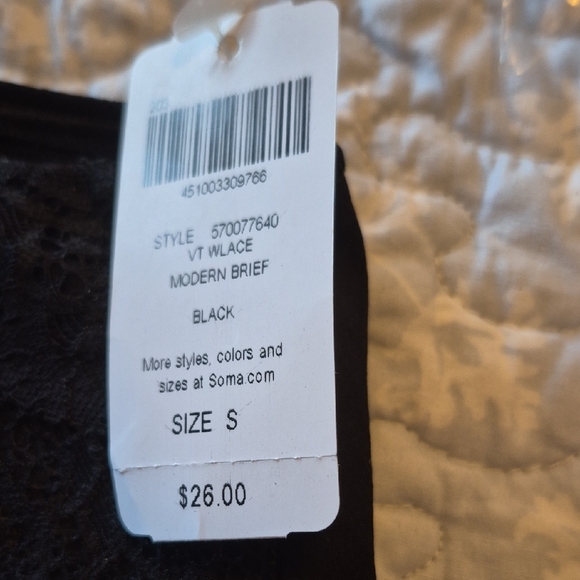 451003309766
STYLE 570077640
VT WLACE
MODERN BRIEF
BLACK
More styles, colors and
sizes at Soma.com
SIZE S
$26.00